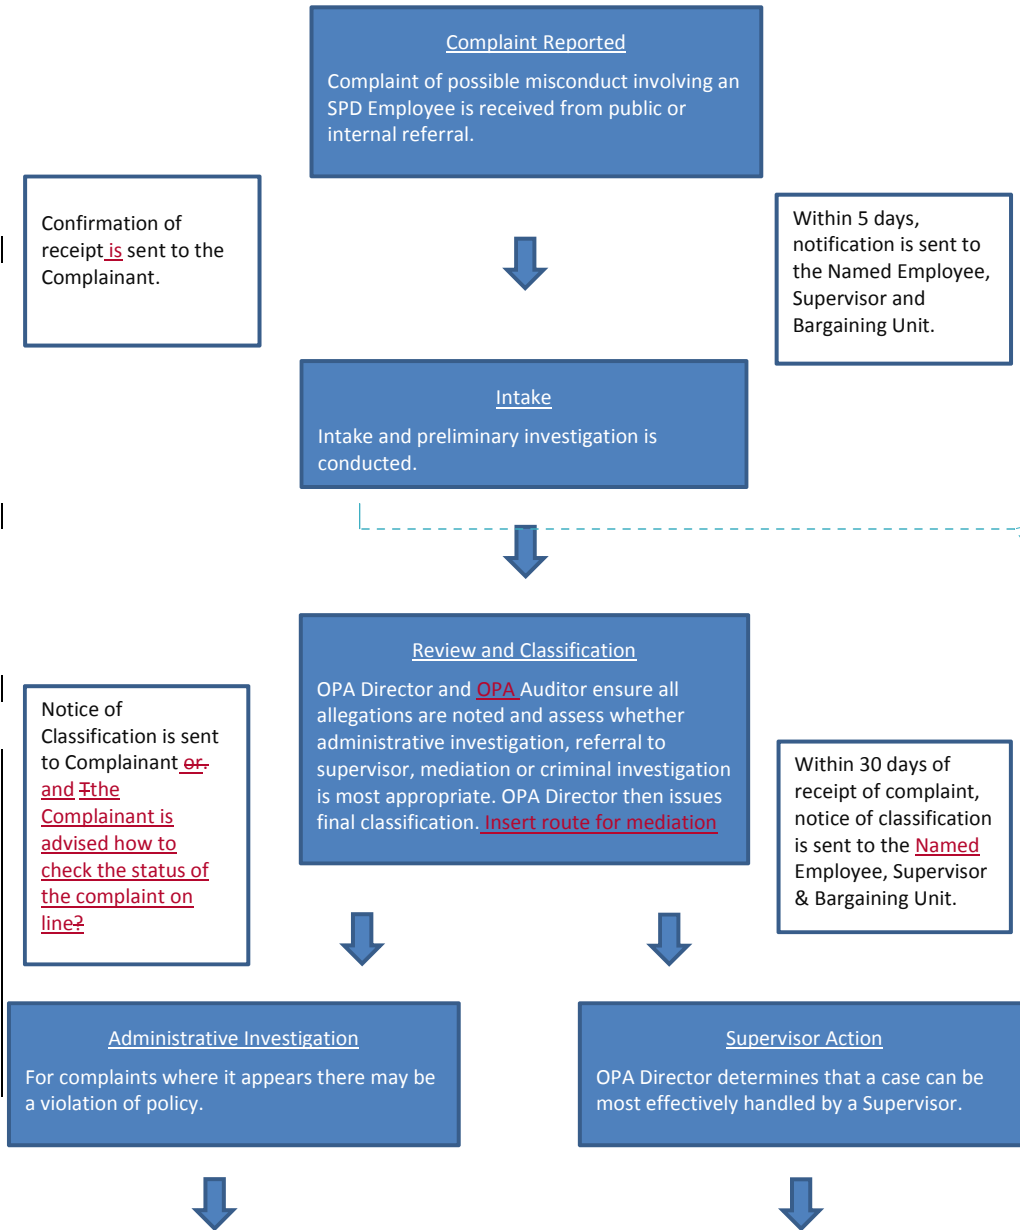 Complaint Reported
Complaint of possible misconduct involving an
SPD Employee is received from public or
internal referral.
Confirmation of
receipt is sent to the
Complainant.
Within 5 days,
notification is sent to
the Named Employee,
Supervisor and
Bargaining Unit.
Intake
Intake and preliminary investigation is
conducted.
Review and Classification
OPA Director and OPA Auditor ensure all
allegations are noted and assess whether
administrative investigation, referral to
supervisor, mediation or criminal investigation
is most appropriate. OPA Director then issues
final classification. Insert route for mediation
Notice of
Classification is sent
to Complainant or.
and Tthe
Complainant is
advised how to
check the status of
the complaint on
line?
Within 30 days of
receipt of complaint,
notice of classification
is sent to the Named
Employee, Supervisor
& Bargaining Unit.
Administrative Investigation
For complaints where it appears there may be
a violation of policy.
Supervisor Action
OPA Director determines that a case can be
most effectively handled by a Supervisor.